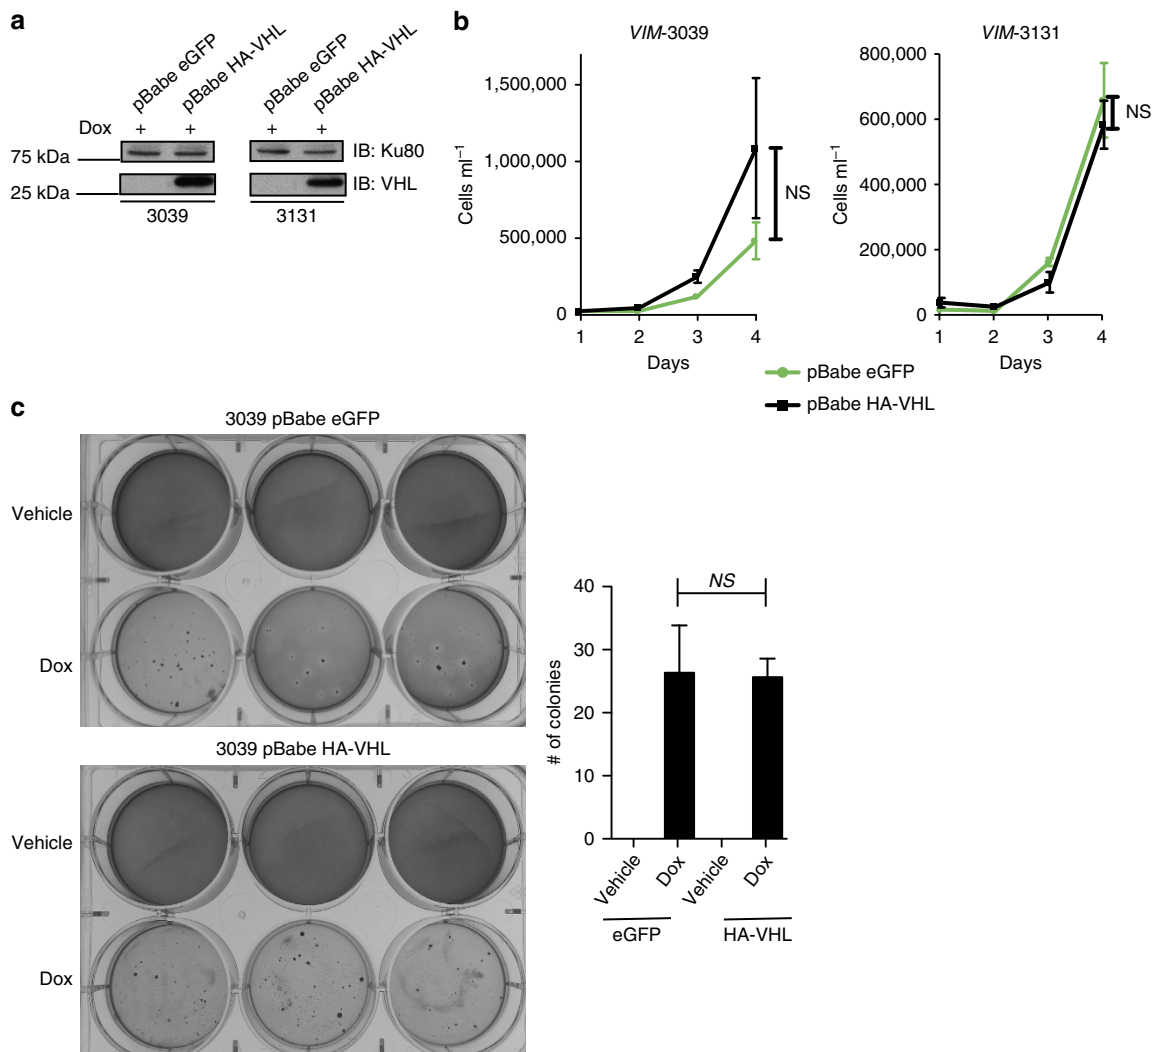 a
pBabe eGFP
pBabe HA-VHL
pBabe eGFP
pBabe HA-VHL
Dox + + + +
75 kDa
IB: Ku80
25 kDa
IB: VHL
3039 3131
b
VIM-3039
1,500,000
1,000,000
500,000
0
Cells ml⁻¹
NS
1 2 3 4
Days
VIM-3131
800,000
600,000
400,000
200,000
0
Cells ml⁻¹
NS
1 2 3 4
Days
pBabe eGFP
pBabe HA-VHL
c
3039 pBabe eGFP
Vehicle
Dox
3039 pBabe HA-VHL
Vehicle
Dox
40
30
20
10
0
# of colonies
NS
Vehicle
Dox
Vehicle
Dox
eGFP
HA-VHL